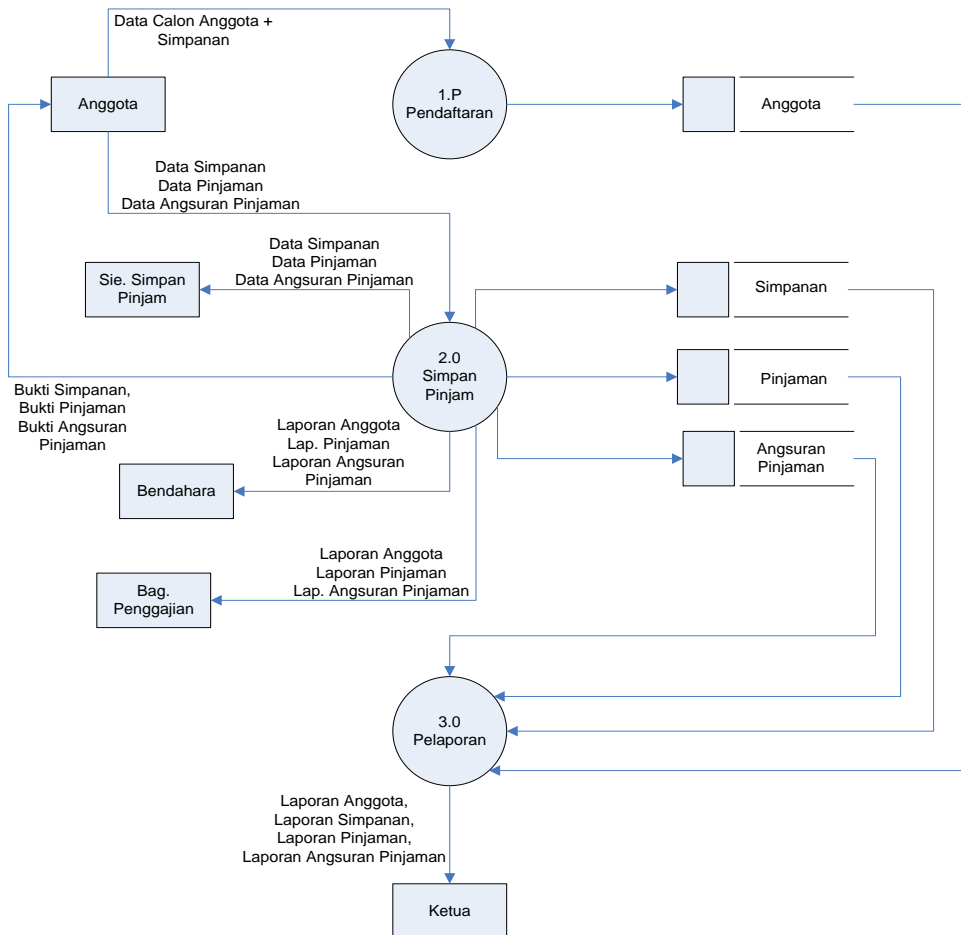 Data Calon Anggota +
Simpanan
Anggota
1.P
Pendaftaran
Anggota
Data Simpanan
Data Pinjaman
Data Angsuran Pinjaman
Data Simpanan
Data Pinjaman
Data Angsuran Pinjaman
Sie. Simpan
Pinjam
Simpanan
2.0
Simpan
Pinjam
Pinjaman
Bukti Simpanan,
Bukti Pinjaman
Bukti Angsuran
Pinjaman
Laporan Anggota
Lap. Pinjaman
Laporan Angsuran
Pinjaman
Angsuran
Pinjaman
Bendahara
Laporan Anggota
Laporan Pinjaman
Lap. Angsuran Pinjaman
Bag.
Penggajian
3.0
Pelaporan
Laporan Anggota,
Laporan Simpanan,
Laporan Pinjaman,
Laporan Angsuran Pinjaman
Ketua